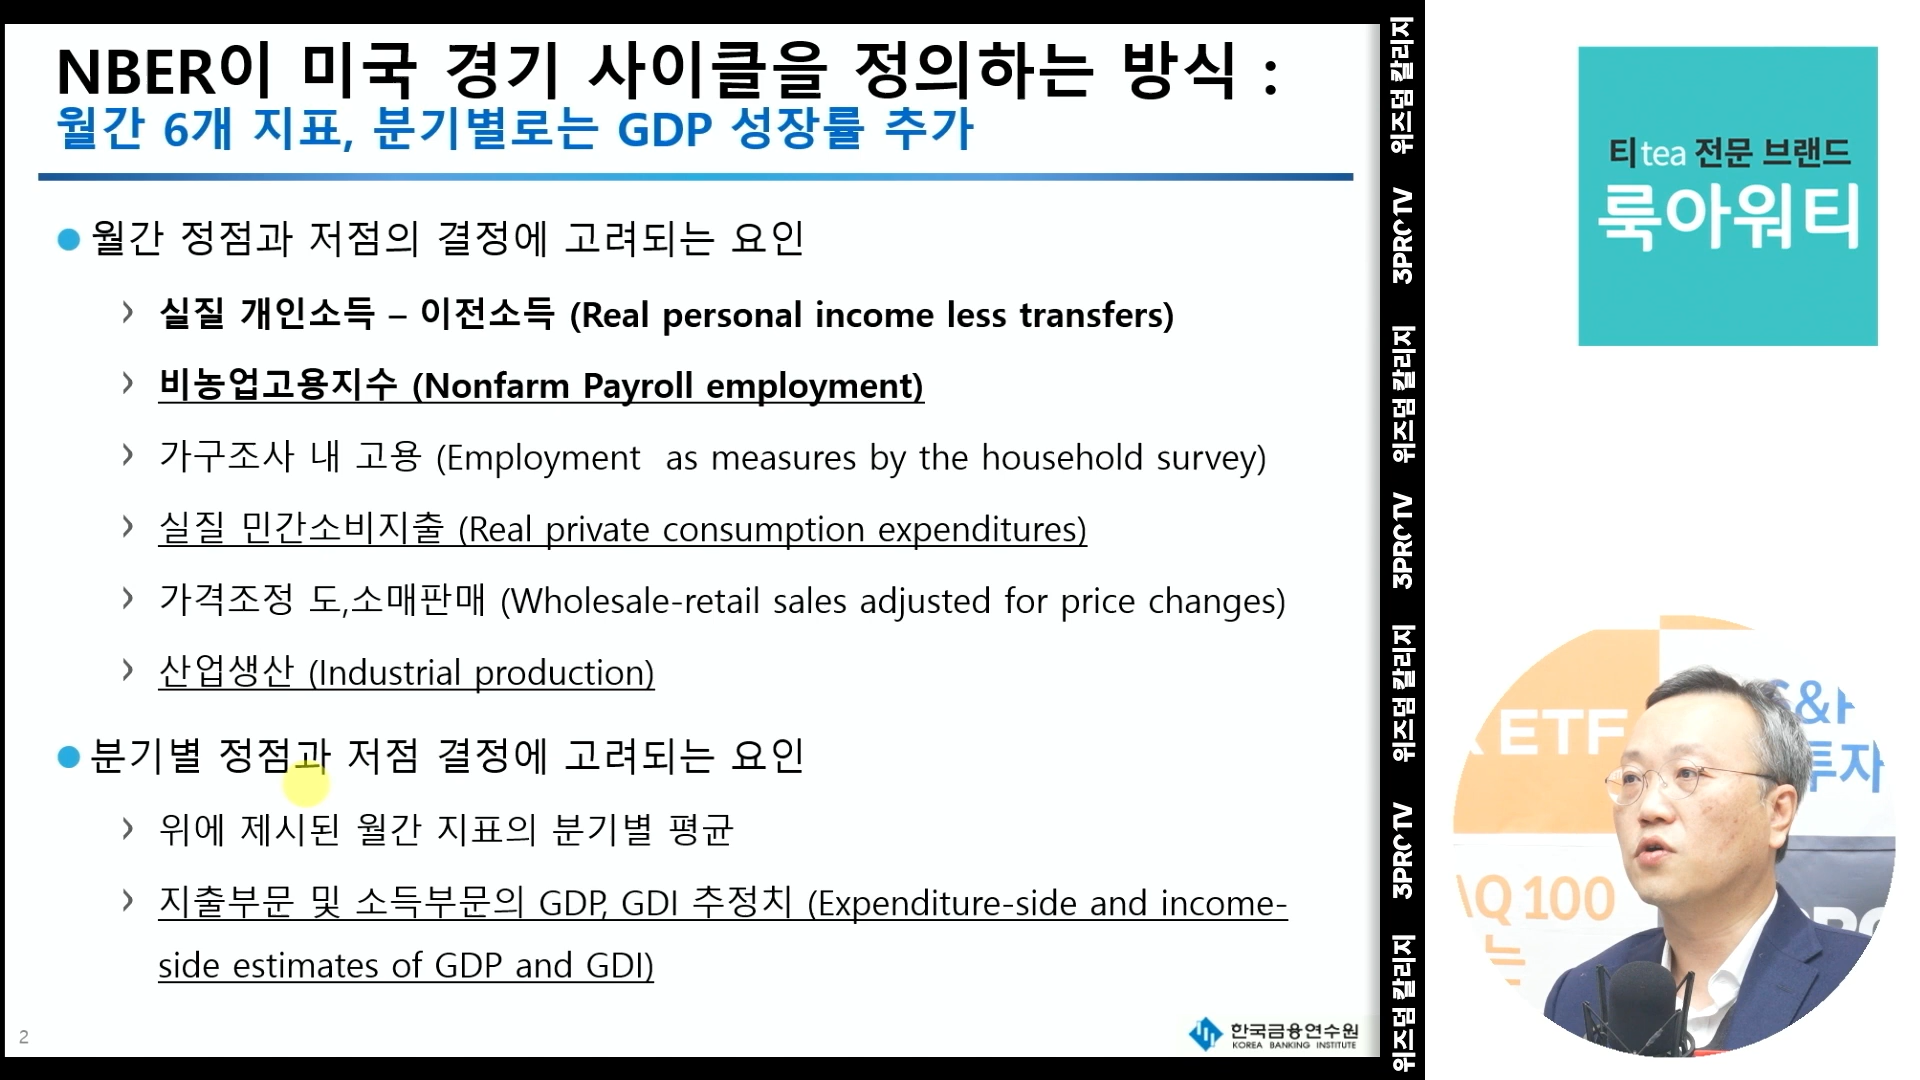 NBER이 미국 경기 사이클을 정의하는 방식 :
월간 6개 지표, 분기별로는 GDP 성장률 추가
월간 정점과 저점의 결정에 고려되는 요인
실질 개인소득 – 이전소득 (Real personal income less transfers)
비농업고용지수 (Nonfarm Payroll employment)
가구조사 내 고용 (Employment as measures by the household survey)
실질 민간소비지출 (Real private consumption expenditures)
가격조정 도,소매판매 (Wholesale-retail sales adjusted for price changes)
산업생산 (Industrial production)
분기별 정점과 저점 결정에 고려되는 요인
위에 제시된 월간 지표의 분기별 평균
지출부문 및 소득부문의 GDP, GDI 추정치 (Expenditure-side and income-
side estimates of GDP and GDI)
2
한국금융연수원
KOREA BANKING INSTITUTE
위즈덤 칼리지
3PROTV
위즈덤 칼리지
3PROTV
위즈덤 칼리지
3PROTV
위즈덤 칼리지
티tea 전문 브랜드
룩아워티
ETF
투자
Q 100
는